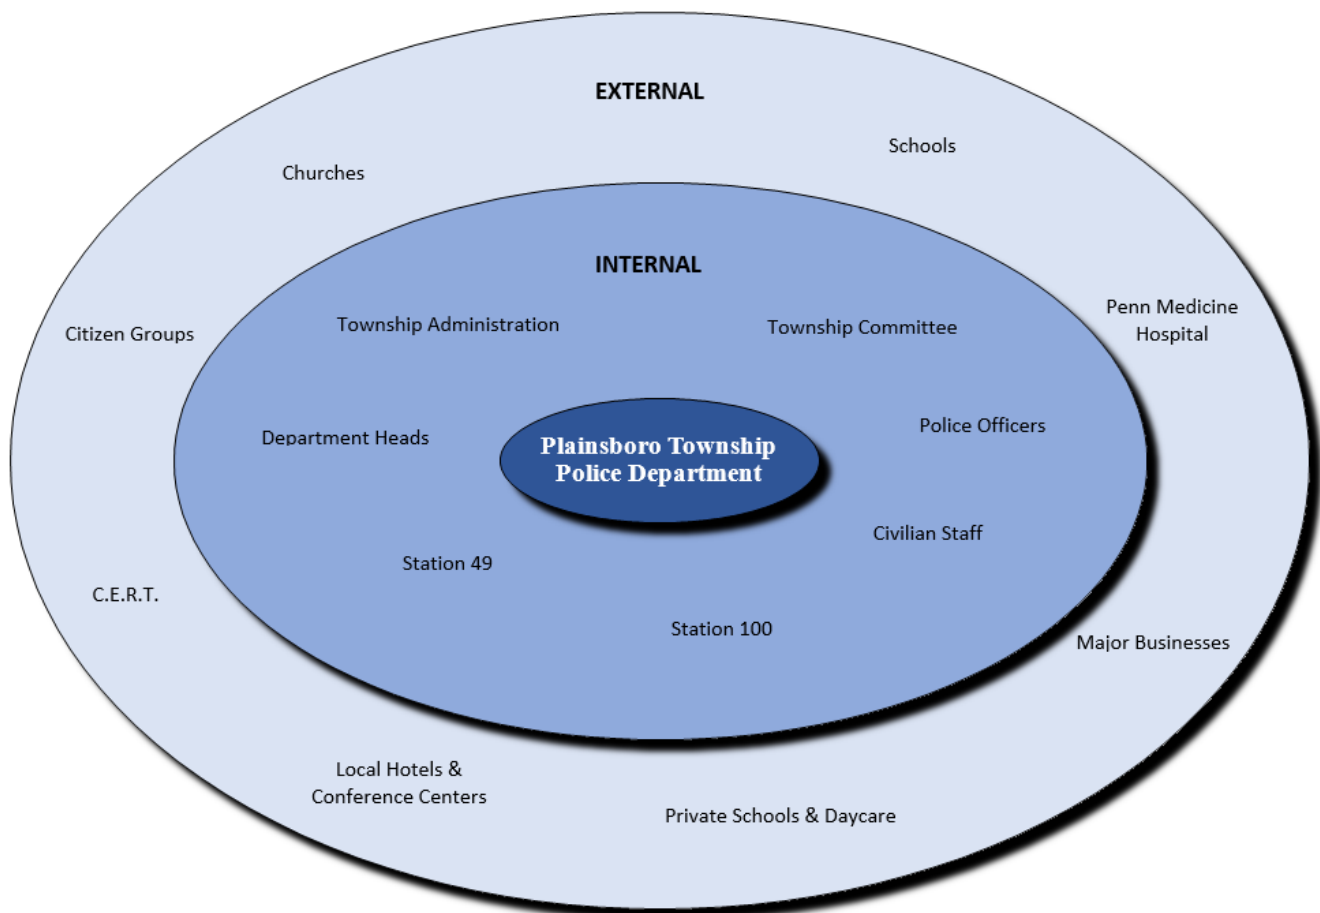 EXTERNAL
Schools
Churches
INTERNAL
Penn Medicine
Hospital
Township Administration
Township Committee
Citizen Groups
Police Officers
Department Heads
Plainsboro Township
Police Department
Civilian Staff
Station 49
C.E.R.T.
Station 100
Major Businesses
Local Hotels &
Conference Centers
Private Schools & Daycare